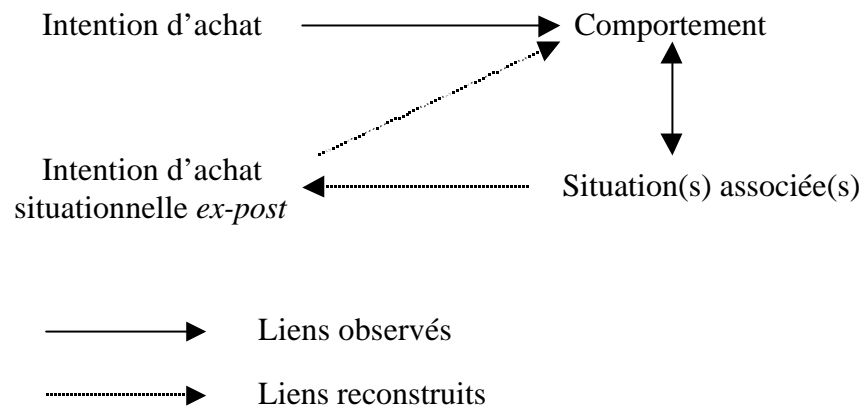 Intention d’achat
Comportement
Intention d’achat
situationnelle ex-post
Situation(s) associée(s)
Liens observés
Liens reconstruits